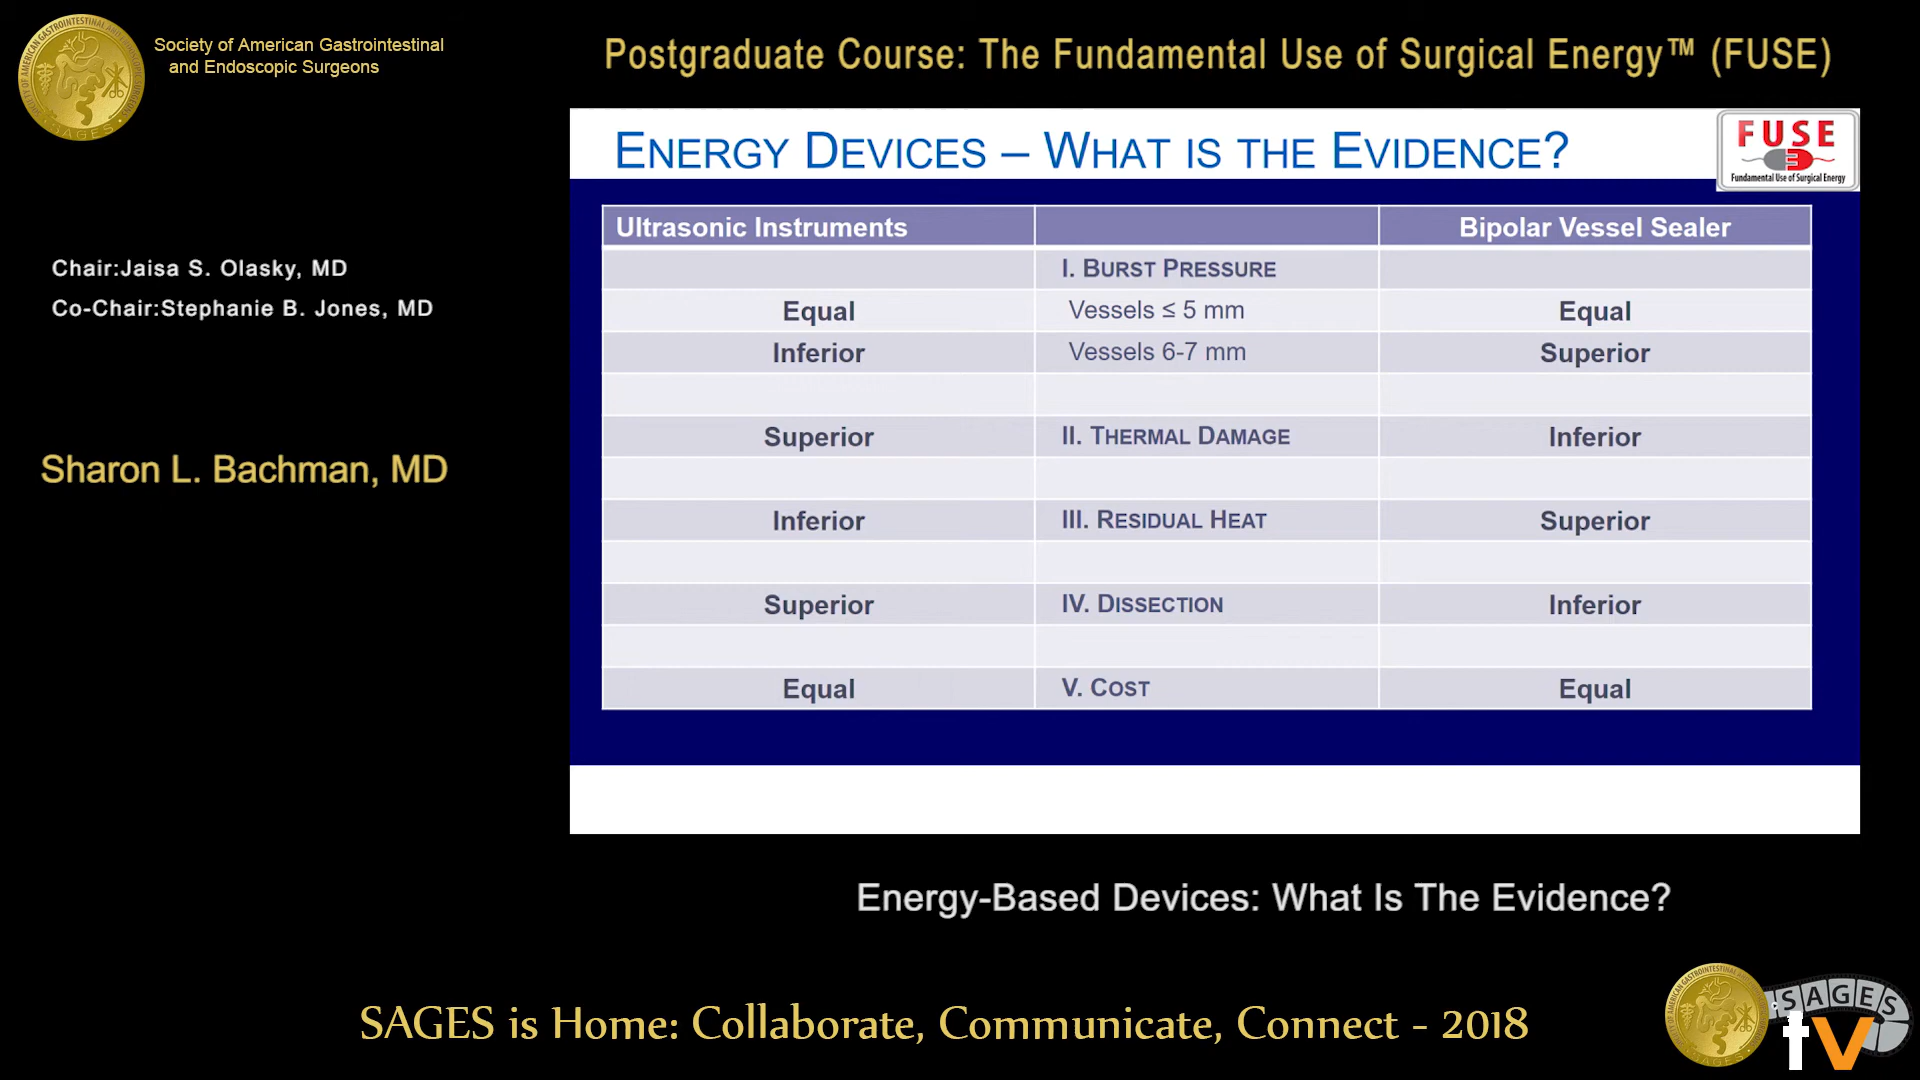 Society of American Gastrointestinal
and Endoscopic Surgeons
Postgraduate Course: The Fundamental Use of Surgical Energy™ (FUSE)
ENERGY DEVICES – WHAT IS THE EVIDENCE?
FUSE
Fundamental Use of Surgical Energy
Chair:Jaisa S. Olasky, MD
Co-Chair:Stephanie B. Jones, MD
Sharon L. Bachman, MD
Ultrasonic Instruments Bipolar Vessel Sealer
I. BURST PRESSURE
Equal Vessels ≤ 5 mm Equal
Inferior Vessels 6-7 mm Superior
Superior II. THERMAL DAMAGE Inferior
Inferior III. RESIDUAL HEAT Superior
Superior IV. DISSECTION Inferior
Equal V. COST Equal
Energy-Based Devices: What Is The Evidence?
SAGES is Home: Collaborate, Communicate, Connect - 2018
SAGES
tv